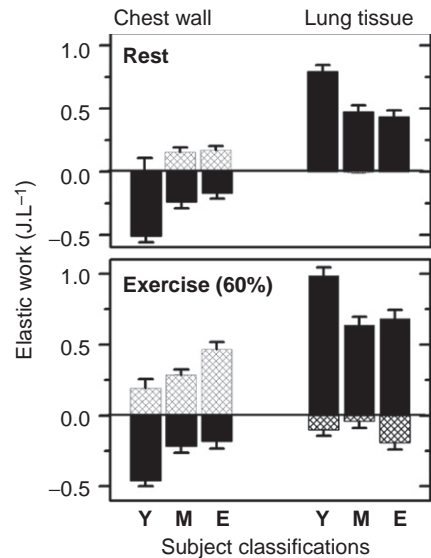 Chest wall Lung tissue
Rest
1.0
0.5
0.0
−0.5
Exercise (60%)
1.0
0.5
0.0
−0.5
Elastic work (J.L−1)
Y M E Y M E
Subject classifications